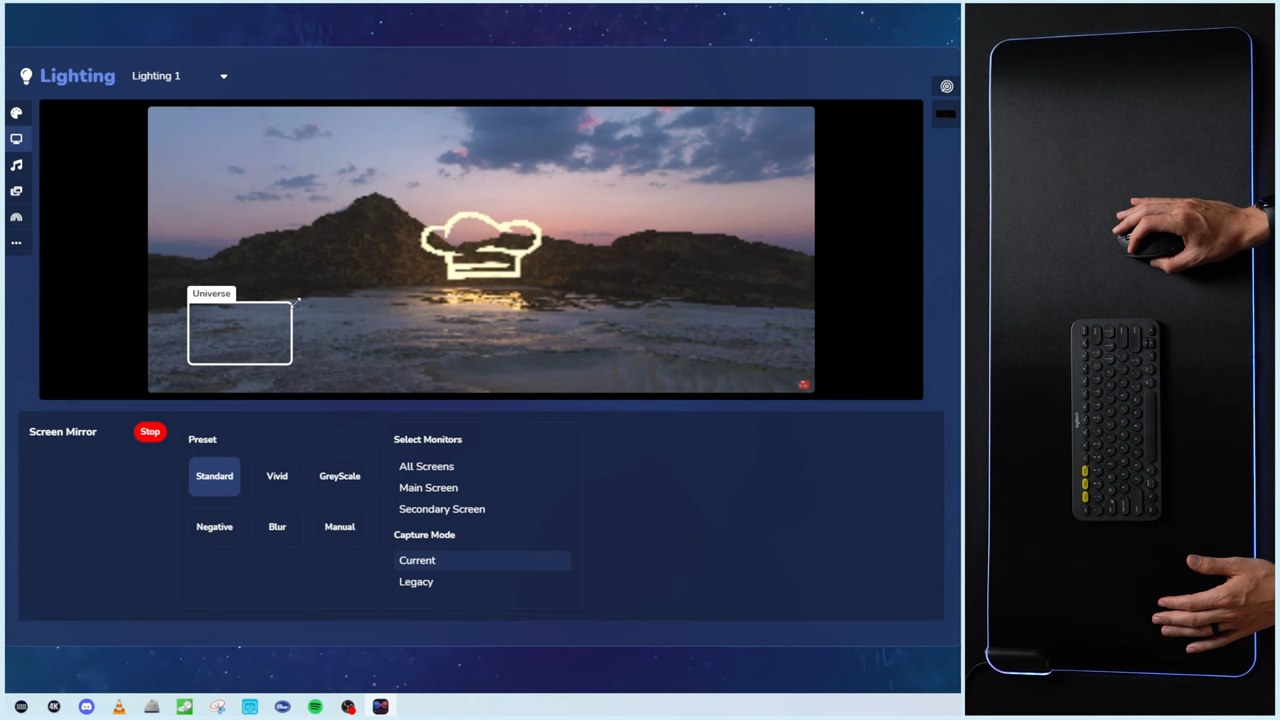 Lighting
Lighting 1
Universe
Screen Mirror
Stop
Preset
Standard
Vivid
GreyScale
Negative
Blur
Manual
Select Monitors
All Screens
Main Screen
Secondary Screen
Capture Mode
Current
Legacy
4K